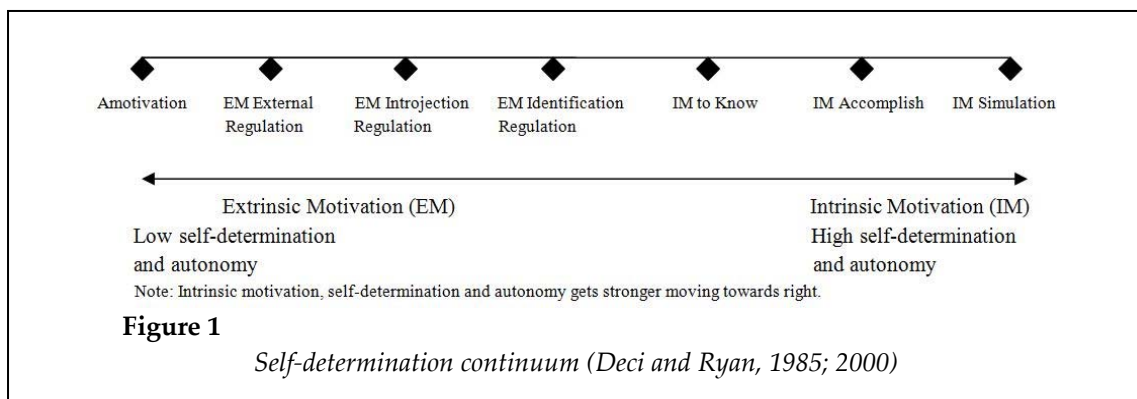 Amotivation EM External EM Introjection EM Identification IM to Know IM Accomplish IM Simulation
Regulation Regulation Regulation
Extrinsic Motivation (EM) Intrinsic Motivation (IM)
Low self-determination High self-determination
and autonomy and autonomy
Note: Intrinsic motivation, self-determination and autonomy gets stronger moving towards right.
Figure 1
Self-determination continuum (Deci and Ryan, 1985; 2000)